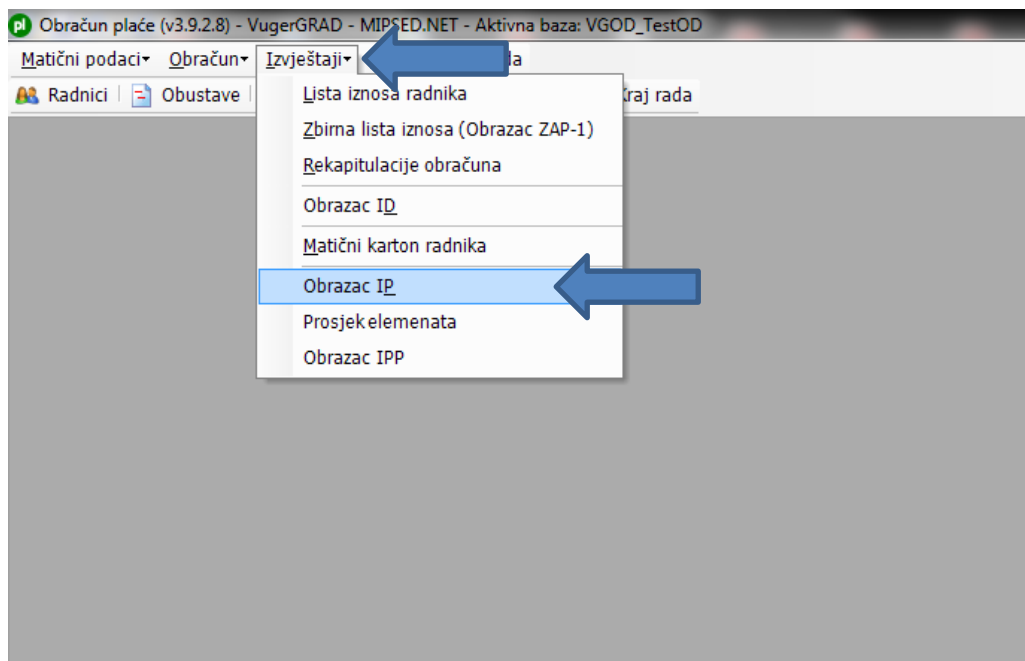 pl Obračun plaće (v3.9.2.8) - VugerGRAD - MIPSED.NET - Aktivna baza: VGOD_TestOD
Matični podaci Obračun Izvještaji
Radnici Obustave Kraj rada
Lista iznosa radnika
Zbirna lista iznosa (Obrazac ZAP-1)
Rekapitulacije obračuna
Obrazac ID
Matični karton radnika
Obrazac IP
Prosjek elemenata
Obrazac IPP